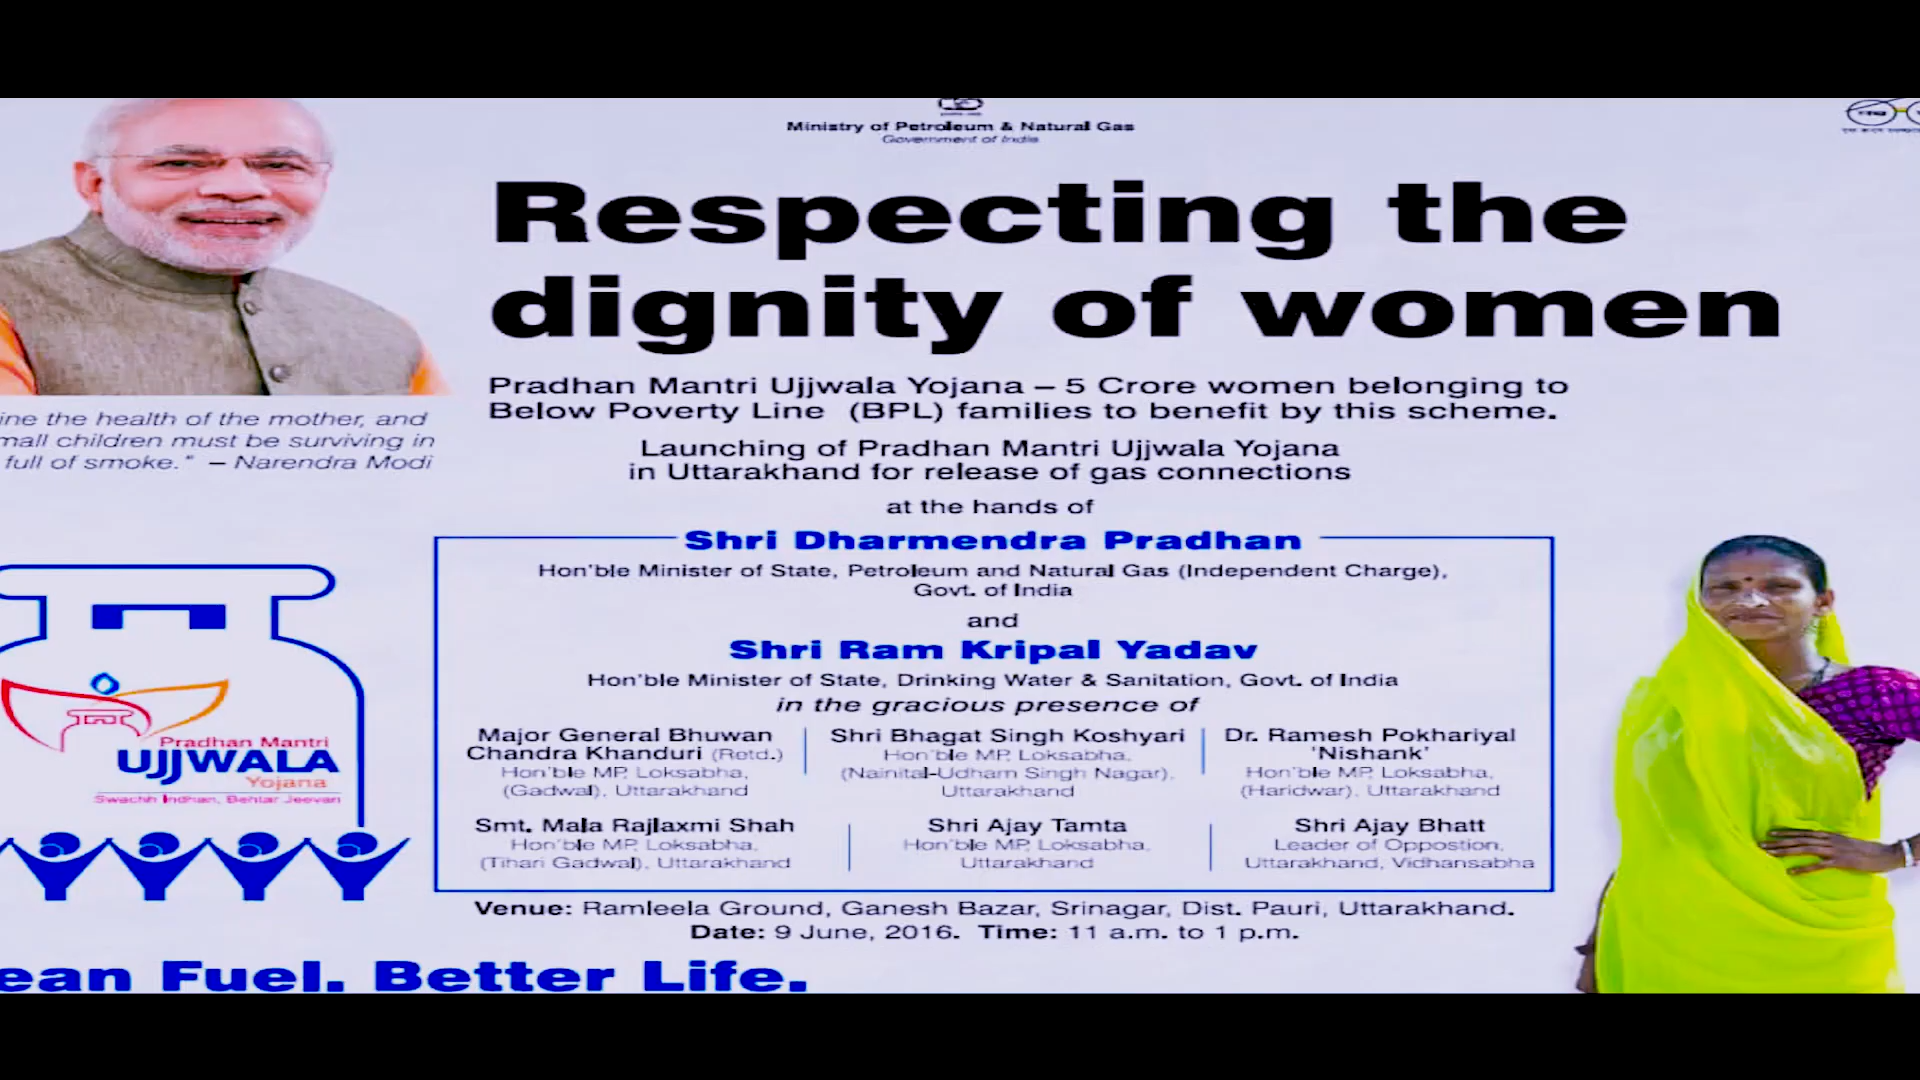 Ministry of Petroleum & Natural Gas
Government of India
Respecting the
dignity of women
Pradhan Mantri Ujjwala Yojana – 5 Crore women belonging to
Below Poverty Line (BPL) families to benefit by this scheme.
ine the health of the mother, and
mall children must be surviving in
full of smoke." – Narendra Modi
Launching of Pradhan Mantri Ujjwala Yojana
in Uttarakhand for release of gas connections
at the hands of
Shri Dharmendra Pradhan
Hon'ble Minister of State, Petroleum and Natural Gas (Independent Charge),
Govt. of India
and
Shri Ram Kripal Yadav
Hon'ble Minister of State, Drinking Water & Sanitation, Govt. of India
in the gracious presence of
Major General Bhuwan
Chandra Khanduri (Retd.)
Hon'ble MP, Loksabha,
(Gadwal), Uttarakhand
Shri Bhagat Singh Koshyari
Hon'ble MP, Loksabha,
(Nainital-Udham Singh Nagar),
Uttarakhand
Dr. Ramesh Pokhariyal
'Nishank'
Hon'ble MP, Loksabha,
(Haridwar), Uttarakhand
Smt. Mala Rajlaxmi Shah
Hon'ble MP, Loksabha,
(Tihari Gadwal), Uttarakhand
Shri Ajay Tamta
Hon'ble MP, Loksabha,
Uttarakhand
Shri Ajay Bhatt
Leader of Oppostion,
Uttarakhand, Vidhansabha
Pradhan Mantri
UJJWALA
Yojana
Swachh Indhan, Behtar Jeevan
Venue: Ramleela Ground, Ganesh Bazar, Srinagar, Dist. Pauri, Uttarakhand.
Date: 9 June, 2016. Time: 11 a.m. to 1 p.m.
ean Fuel. Better Life.